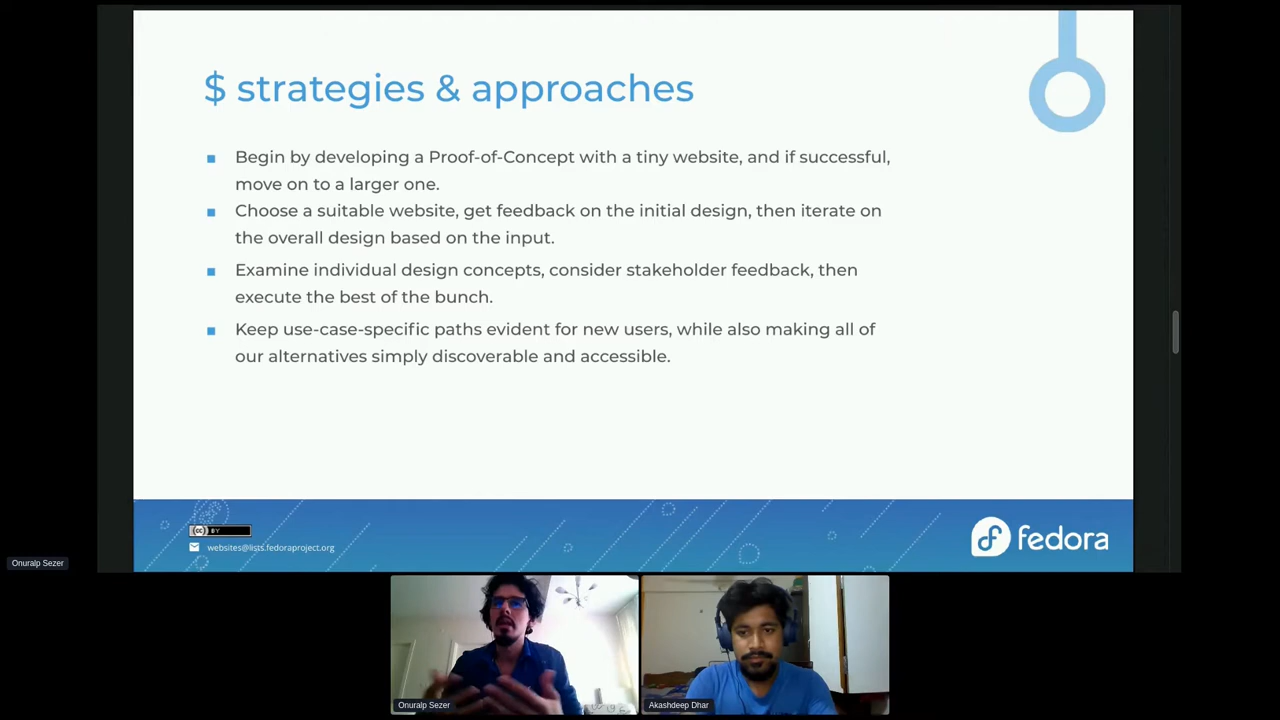 $ strategies & approaches
Begin by developing a Proof-of-Concept with a tiny website, and if successful,
move on to a larger one.
Choose a suitable website, get feedback on the initial design, then iterate on
the overall design based on the input.
Examine individual design concepts, consider stakeholder feedback, then
execute the best of the bunch.
Keep use-case-specific paths evident for new users, while also making all of
our alternatives simply discoverable and accessible.
cc BY
websites@lists.fedoraproject.org
fedora
Onuralp Sezer
Onuralp Sezer
Akashdeep Dhar